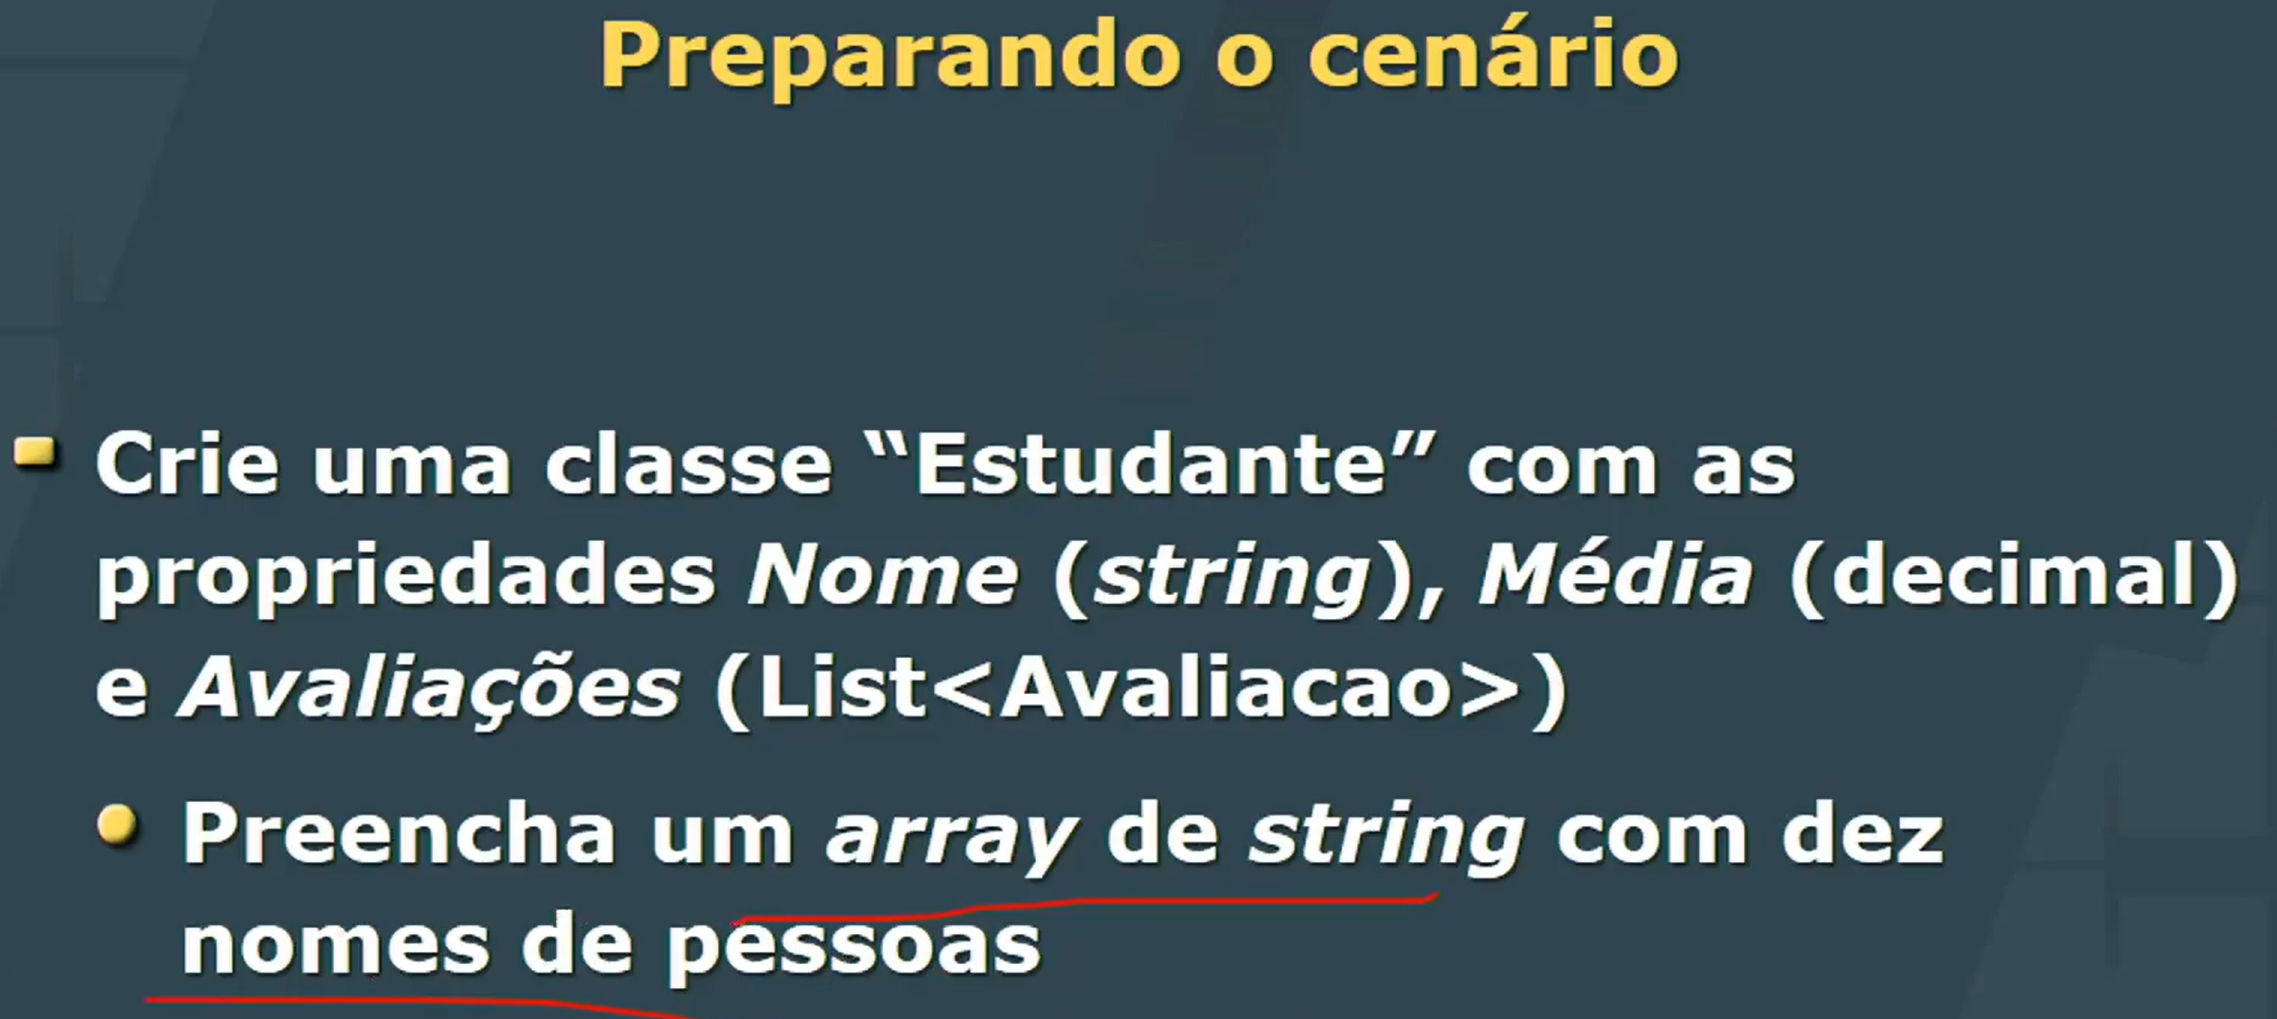 Preparando o cenário
Crie uma classe “Estudante” com as
propriedades Nome (string), Média (decimal)
e Avaliações (List<Avaliacao>)
Preencha um array de string com dez
nomes de pessoas